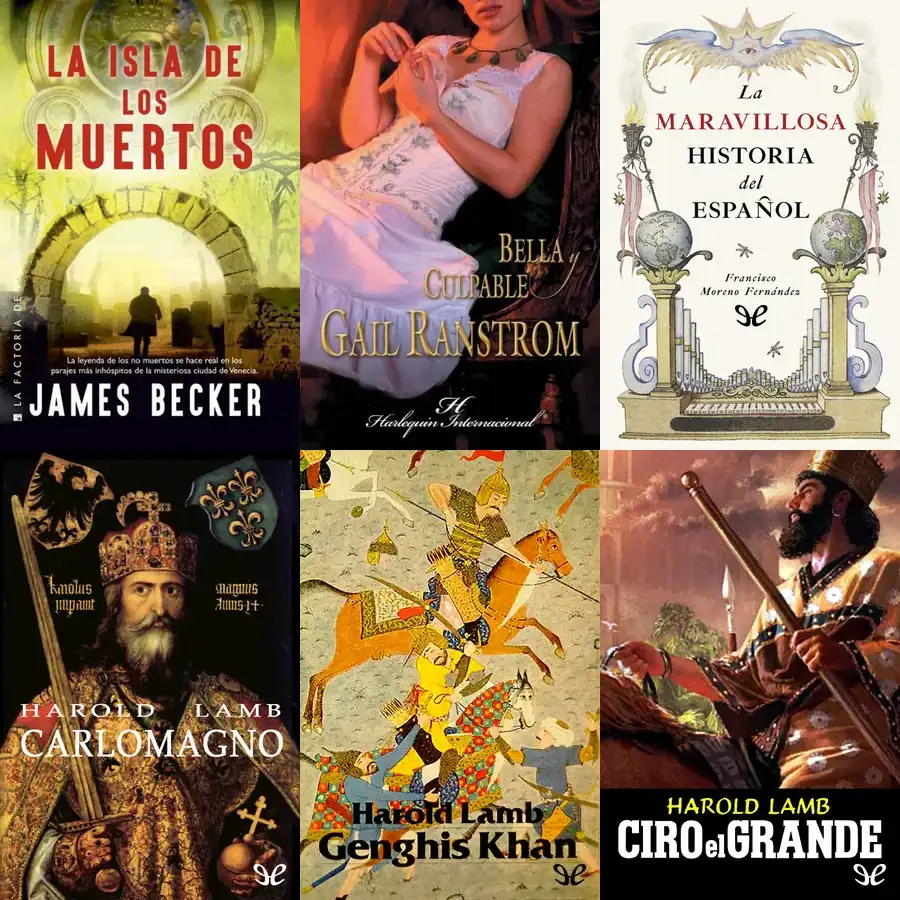 LA ISLA DE
LOS
MUERTOS
LA FACTORÍA DE
La leyenda de los no muertos se hace real en los
parajes más inhóspitos de la misteriosa ciudad de Venecia.
JAMES BECKER
BELLA y
CULPABLE
GAIL RANSTROM
H
Harlequin Internacional
La
MARAVILLOSA
HISTORIA
del
ESPAÑOL
Francisco
Moreno Fernández
HAROLD LAMB
CARLOMAGNO
Harold Lamb
Genghis Khan
HAROLD LAMB
CIRO el GRANDE